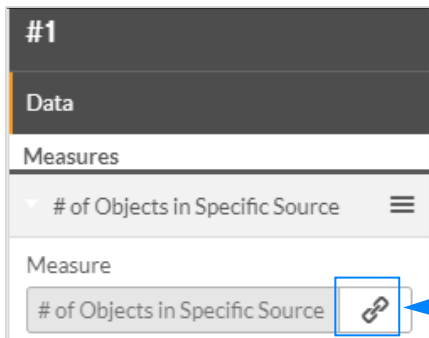 #1
Data
Measures
# of Objects in Specific Source
Measure
# of Objects in Specific Source